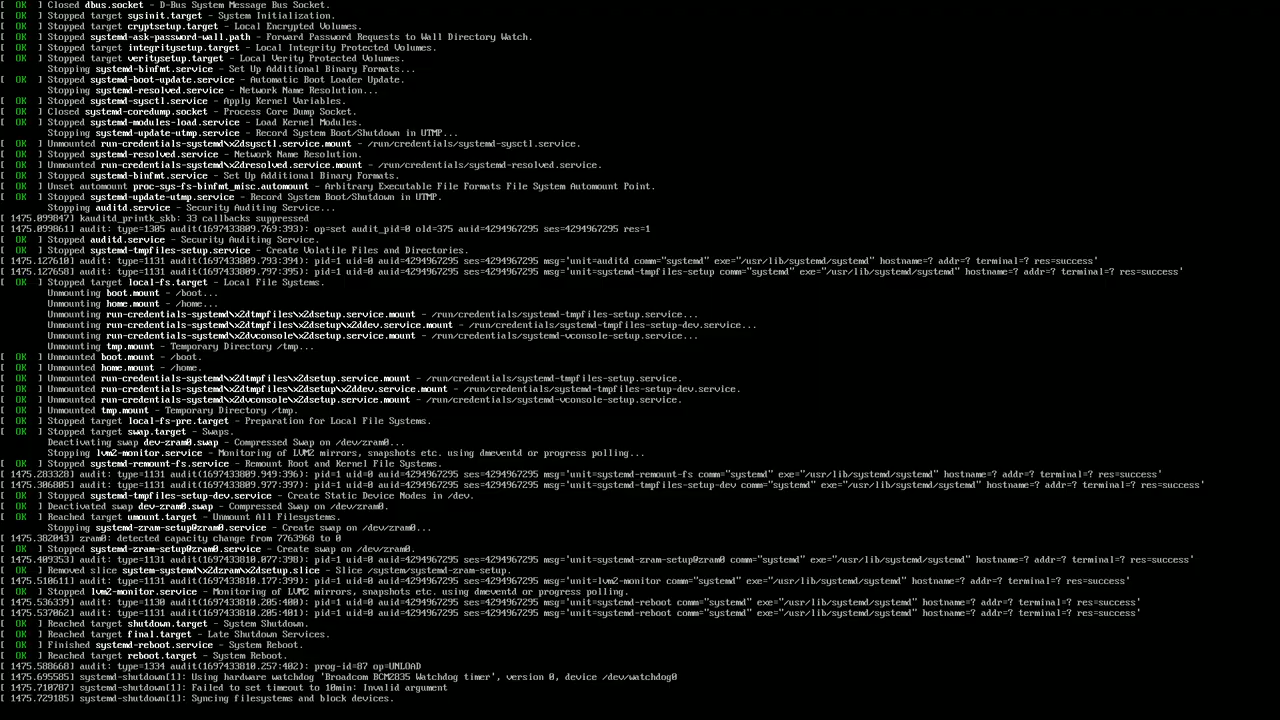 [  OK  ] Closed dbus.socket - D-Bus System Message Bus Socket.
[  OK  ] Stopped target sysinit.target - System Initialization.
[  OK  ] Stopped target cryptsetup.target - Local Encrypted Volumes.
[  OK  ] Stopped systemd-ask-password-wall.path - Forward Password Requests to Wall Directory Watch.
[  OK  ] Stopped target integritysetup.target - Local Integrity Protected Volumes.
[  OK  ] Stopped target veritysetup.target - Local Verity Protected Volumes.
         Stopping systemd-binfmt.service - Set Up Additional Binary Formats...
[  OK  ] Stopped systemd-boot-update.service - Automatic Boot Loader Update.
         Stopping systemd-resolved.service - Network Name Resolution...
[  OK  ] Stopped systemd-sysctl.service - Apply Kernel Variables.
[  OK  ] Closed systemd-coredump.socket - Process Core Dump Socket.
[  OK  ] Stopped systemd-modules-load.service - Load Kernel Modules.
         Stopping systemd-update-utmp.service - Record System Boot/Shutdown in UTMP...
[  OK  ] Unmounted run-credentials-systemd\x2dsysctl.service.mount - /run/credentials/systemd-sysctl.service.
[  OK  ] Stopped systemd-resolved.service - Network Name Resolution.
[  OK  ] Unmounted run-credentials-systemd\x2dresolved.service.mount - /run/credentials/systemd-resolved.service.
[  OK  ] Stopped systemd-binfmt.service - Set Up Additional Binary Formats.
[  OK  ] Unset automount proc-sys-fs-binfmt_misc.automount - Arbitrary Executable File Formats File System Automount Point.
[  OK  ] Stopped systemd-update-utmp.service - Record System Boot/Shutdown in UTMP.
         Stopping auditd.service - Security Auditing Service...
[ 1475.099847] kauditd_printk_skb: 33 callbacks suppressed
[ 1475.099861] audit: type=1305 audit(1697433809.769:393): op=set audit_pid=0 old=375 auid=4294967295 ses=4294967295 res=1
[  OK  ] Stopped auditd.service - Security Auditing Service.
[  OK  ] Stopped systemd-tmpfiles-setup.service - Create Volatile Files and Directories.
[ 1475.127610] audit: type=1131 audit(1697433809.793:394): pid=1 uid=0 auid=4294967295 ses=4294967295 msg='unit=auditd comm="systemd" exe="/usr/lib/systemd/systemd" hostname=? addr=? terminal=? res=success'
[ 1475.127658] audit: type=1131 audit(1697433809.797:395): pid=1 uid=0 auid=4294967295 ses=4294967295 msg='unit=systemd-tmpfiles-setup comm="systemd" exe="/usr/lib/systemd/systemd" hostname=? addr=? terminal=? res=success'
[  OK  ] Stopped target local-fs.target - Local File Systems.
         Unmounting boot.mount - /boot...
         Unmounting home.mount - /home...
         Unmounting run-credentials-systemd\x2dtmpfiles\x2dsetup.service.mount - /run/credentials/systemd-tmpfiles-setup.service...
         Unmounting run-credentials-systemd\x2dtmpfiles\x2dsetup\x2ddev.service.mount - /run/credentials/systemd-tmpfiles-setup-dev.service...
         Unmounting run-credentials-systemd\x2dvconsole\x2dsetup.service.mount - /run/credentials/systemd-vconsole-setup.service...
         Unmounting tmp.mount - Temporary Directory /tmp...
[  OK  ] Unmounted boot.mount - /boot.
[  OK  ] Unmounted home.mount - /home.
[  OK  ] Unmounted run-credentials-systemd\x2dtmpfiles\x2dsetup.service.mount - /run/credentials/systemd-tmpfiles-setup.service.
[  OK  ] Unmounted run-credentials-systemd\x2dtmpfiles\x2dsetup\x2ddev.service.mount - /run/credentials/systemd-tmpfiles-setup-dev.service.
[  OK  ] Unmounted run-credentials-systemd\x2dvconsole\x2dsetup.service.mount - /run/credentials/systemd-vconsole-setup.service.
[  OK  ] Unmounted tmp.mount - Temporary Directory /tmp.
[  OK  ] Stopped target local-fs-pre.target - Preparation for Local File Systems.
[  OK  ] Stopped target swap.target - Swaps.
         Deactivating swap dev-zram0.swap - Compressed Swap on /dev/zram0...
         Stopping lvm2-monitor.service - Monitoring of LVM2 mirrors, snapshots etc. using dmeventd or progress polling...
[  OK  ] Stopped systemd-remount-fs.service - Remount Root and Kernel File Systems.
[ 1475.283328] audit: type=1131 audit(1697433809.949:396): pid=1 uid=0 auid=4294967295 ses=4294967295 msg='unit=systemd-remount-fs comm="systemd" exe="/usr/lib/systemd/systemd" hostname=? addr=? terminal=? res=success'
[ 1475.306805] audit: type=1131 audit(1697433809.977:397): pid=1 uid=0 auid=4294967295 ses=4294967295 msg='unit=systemd-tmpfiles-setup-dev comm="systemd" exe="/usr/lib/systemd/systemd" hostname=? addr=? terminal=? res=success'
[  OK  ] Stopped systemd-tmpfiles-setup-dev.service - Create Static Device Nodes in /dev.
[  OK  ] Deactivated swap dev-zram0.swap - Compressed Swap on /dev/zram0.
[  OK  ] Reached target umount.target - Unmount All Filesystems.
         Stopping systemd-zram-setup@zram0.service - Create swap on /dev/zram0...
[ 1475.382043] zram0: detected capacity change from 7763968 to 0
[  OK  ] Stopped systemd-zram-setup@zram0.service - Create swap on /dev/zram0.
[ 1475.409353] audit: type=1131 audit(1697433810.077:398): pid=1 uid=0 auid=4294967295 ses=4294967295 msg='unit=systemd-zram-setup@zram0 comm="systemd" exe="/usr/lib/systemd/systemd" hostname=? addr=? terminal=? res=success'
[  OK  ] Removed slice system-systemd\x2dzram\x2dsetup.slice - Slice /system/systemd-zram-setup.
[ 1475.510611] audit: type=1131 audit(1697433810.177:399): pid=1 uid=0 auid=4294967295 ses=4294967295 msg='unit=lvm2-monitor comm="systemd" exe="/usr/lib/systemd/systemd" hostname=? addr=? terminal=? res=success'
[  OK  ] Stopped lvm2-monitor.service - Monitoring of LVM2 mirrors, snapshots etc. using dmeventd or progress polling.
[ 1475.536339] audit: type=1130 audit(1697433810.205:400): pid=1 uid=0 auid=4294967295 ses=4294967295 msg='unit=systemd-reboot comm="systemd" exe="/usr/lib/systemd/systemd" hostname=? addr=? terminal=? res=success'
[ 1475.537062] audit: type=1131 audit(1697433810.205:401): pid=1 uid=0 auid=4294967295 ses=4294967295 msg='unit=systemd-reboot comm="systemd" exe="/usr/lib/systemd/systemd" hostname=? addr=? terminal=? res=success'
[  OK  ] Reached target shutdown.target - System Shutdown.
[  OK  ] Reached target final.target - Late Shutdown Services.
[  OK  ] Finished systemd-reboot.service - System Reboot.
[  OK  ] Reached target reboot.target - System Reboot.
[ 1475.588668] audit: type=1334 audit(1697433810.257:402): prog-id=87 op=UNLOAD
[ 1475.695585] systemd-shutdown[1]: Using hardware watchdog 'Broadcom BCM2835 Watchdog timer', version 0, device /dev/watchdog0
[ 1475.710787] systemd-shutdown[1]: Failed to set timeout to 10min: Invalid argument
[ 1475.729185] systemd-shutdown[1]: Syncing filesystems and block devices.